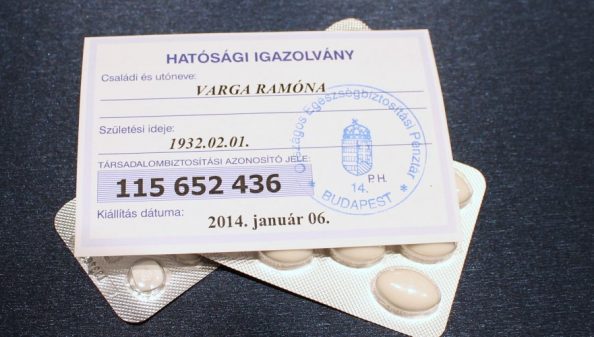 HATÓSÁGI IGAZOLVÁNY
Családi és utóneve:
VARGA RAMÓNA
Születési ideje:
1932.02.01.
TÁRSADALOMBIZTOSÍTÁSI AZONOSÍTÓ JELE:
115 652 436
Kiállítás dátuma:
2014. január 06.
Országos Egészségbiztosítási Pénztár
P.H.
14.
* BUDAPEST *